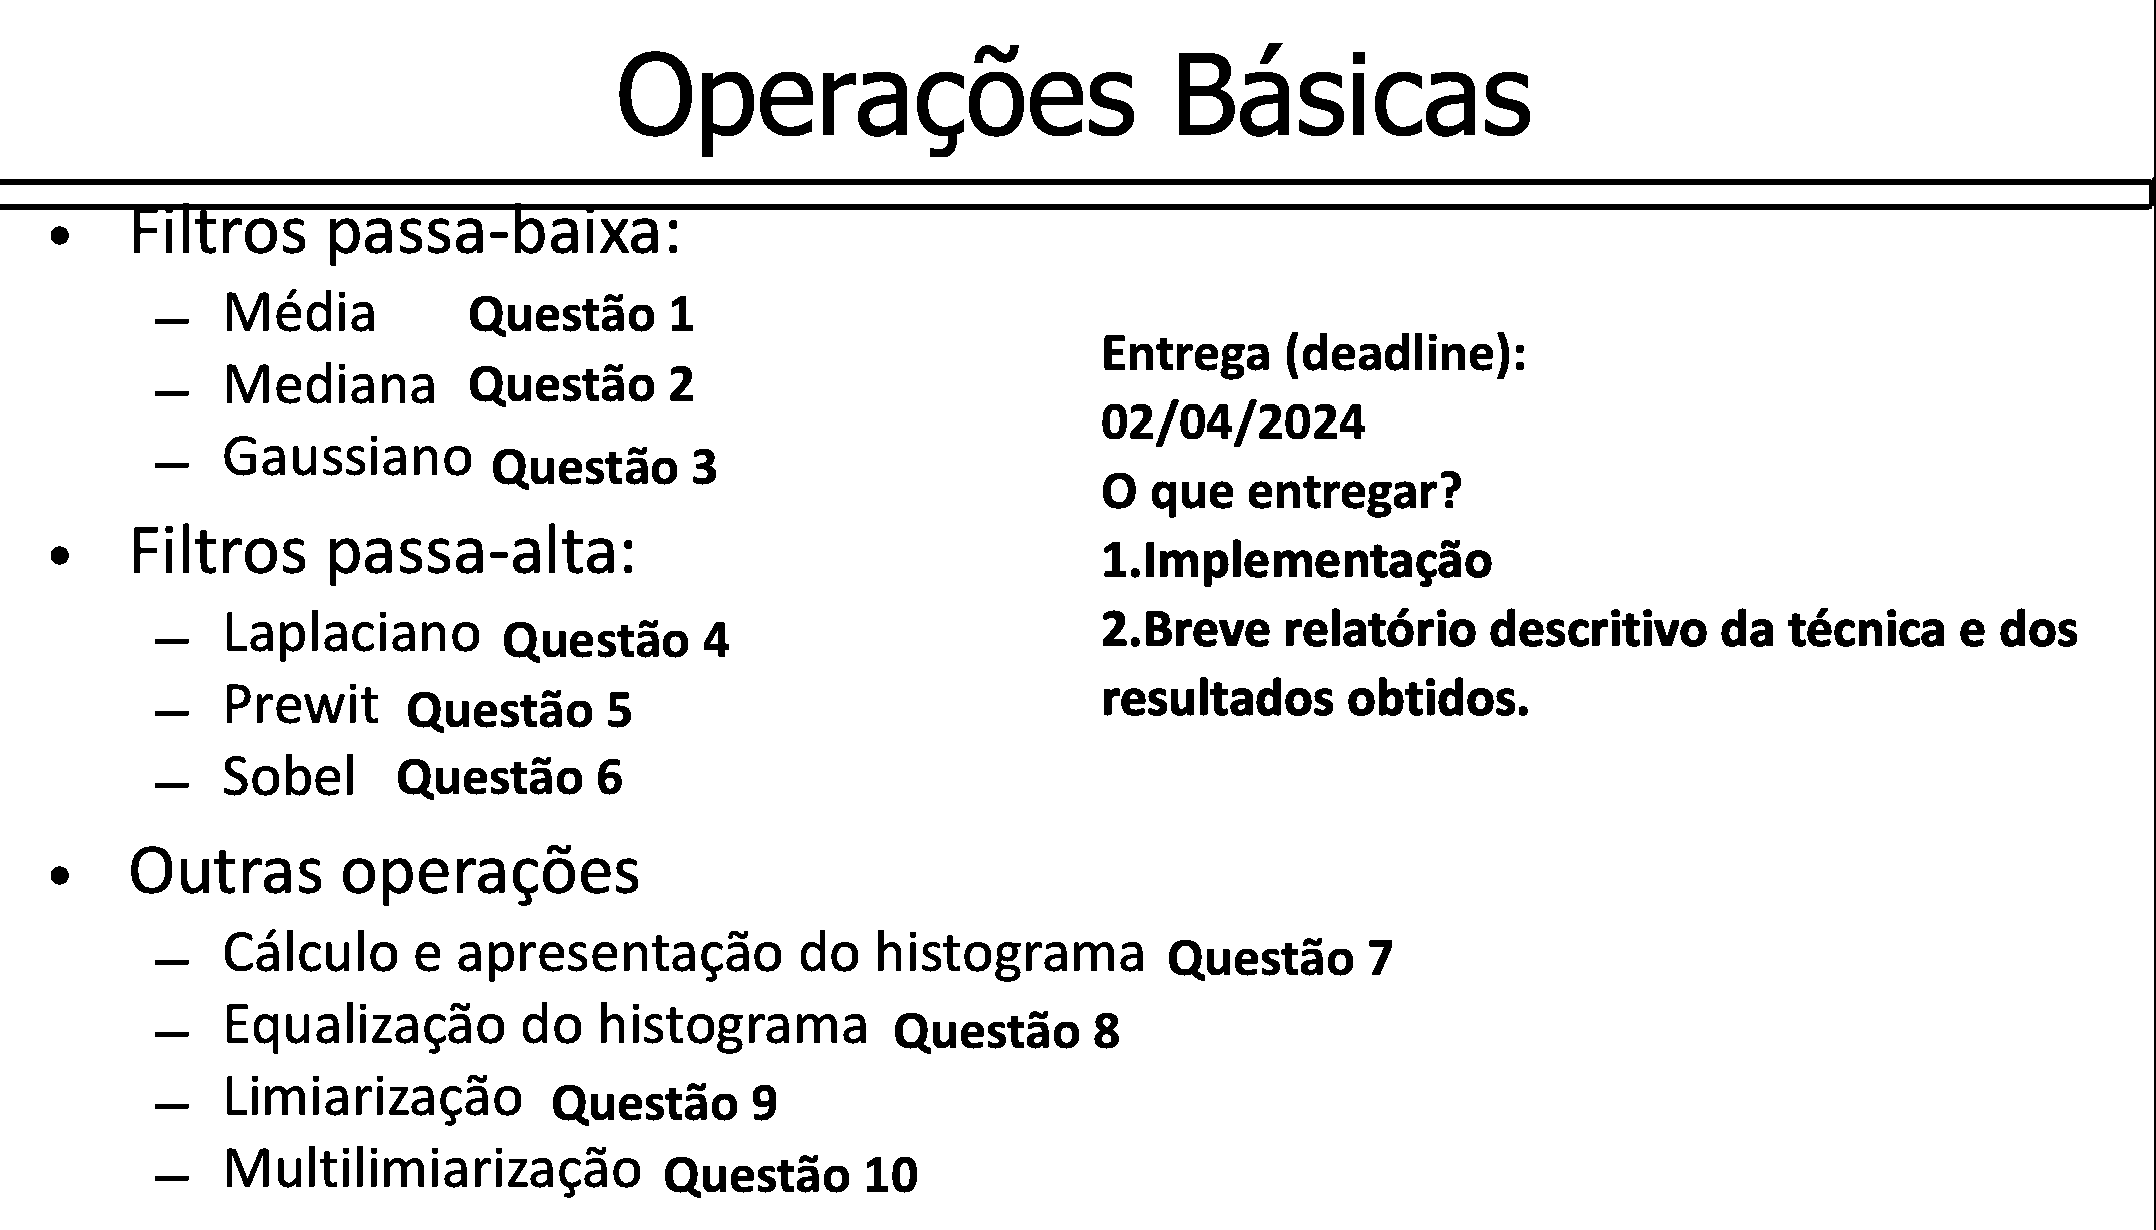 Operações Básicas
• Filtros passa-baixa:
– Média Questão 1
– Mediana Questão 2
– Gaussiano Questão 3
• Filtros passa-alta:
– Laplaciano Questão 4
– Prewit Questão 5
– Sobel Questão 6
• Outras operações
– Cálculo e apresentação do histograma Questão 7
– Equalização do histograma Questão 8
– Limiarização Questão 9
– Multilimiarização Questão 10
Entrega (deadline):
02/04/2024
O que entregar?
1.Implementação
2.Breve relatório descritivo da técnica e dos
resultados obtidos.